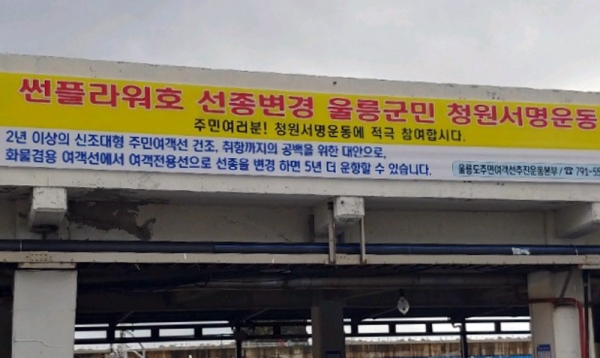 썬플라워호 선종변경 울릉군민 청원서명운동
주민여러분! 청원서명운동에 적극 참여합시다.
2년 이상의 신조대형 주민여객선 건조, 취항까지의 공백을 위한 대안으로,
화물겸용 여객선에서 여객전용선으로 선종을 변경 하면 5년 더 운항할 수 있습니다.
울릉도주민여객선추진운동본부 / ☎ 791-55